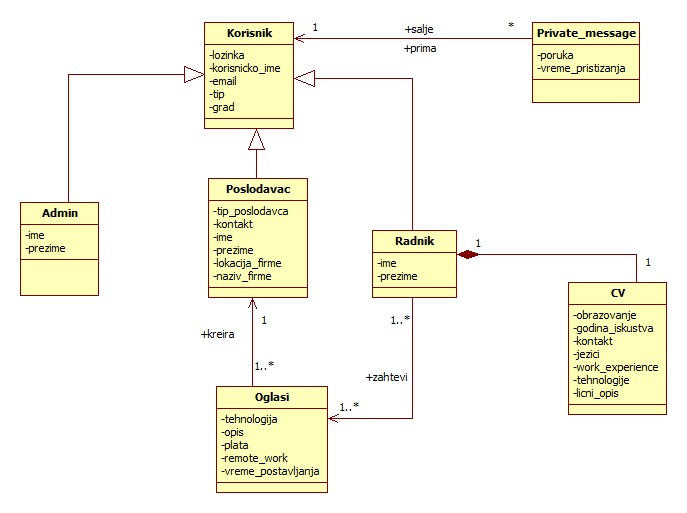 Korisnik
-lozinka
-korisnicko_ime
-email
-tip
-grad
1
+salje
*
+prima
Private_message
-poruka
-vreme_pristizanja
Admin
-ime
-prezime
Poslodavac
-tip_poslodavca
-kontakt
-ime
-prezime
-lokacija_firme
-naziv_firme
Radnik
-ime
-prezime
1
1
CV
-obrazovanje
-godina_iskustva
-kontakt
-jezici
-work_experience
-tehnologije
-licni_opis
1
+kreira
1..*
1..*
+zahtevi
1..*
Oglasi
-tehnologija
-opis
-plata
-remote_work
-vreme_postavljanja